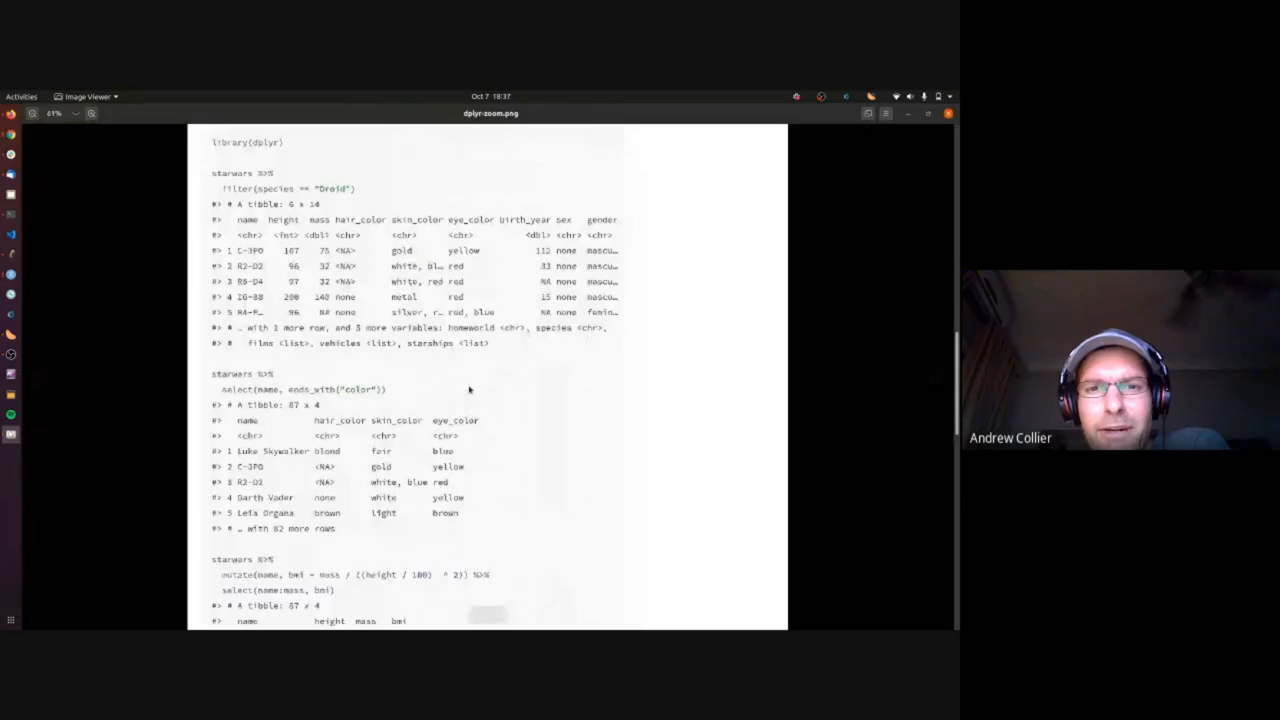 Activities Image Viewer Oct 7 18:37
61% dplyr-zoom.png
library(dplyr)
starwars %>%
filter(species == "Droid")
#> # A tibble: 6 x 14
#> name height mass hair_color skin_color eye_color birth_year sex gender
#> <chr> <int> <dbl> <chr> <chr> <chr> <dbl> <chr> <chr>
#> 1 C-3PO 167 75 <NA> gold yellow 112 none mascu…
#> 2 R2-D2 96 32 <NA> white, bl… red 33 none mascu…
#> 3 R5-D4 97 32 <NA> white, red red NA none mascu…
#> 4 IG-88 200 140 none metal red 15 none mascu…
#> 5 R4-P… 96 NA none silver, r… red, blue NA none femin…
#> # … with 1 more row, and 5 more variables: homeworld <chr>, species <chr>,
#> # films <list>, vehicles <list>, starships <list>
starwars %>%
select(name, ends_with("color"))
#> # A tibble: 87 x 4
#> name hair_color skin_color eye_color
#> <chr> <chr> <chr> <chr>
#> 1 Luke Skywalker blond fair blue
#> 2 C-3PO <NA> gold yellow
#> 3 R2-D2 <NA> white, blue red
#> 4 Darth Vader none white yellow
#> 5 Leia Organa brown light brown
#> # … with 82 more rows
starwars %>%
mutate(name, bmi = mass / ((height / 100) ^ 2)) %>%
select(name:mass, bmi)
#> # A tibble: 87 x 4
#> name height mass bmi
Andrew Collier